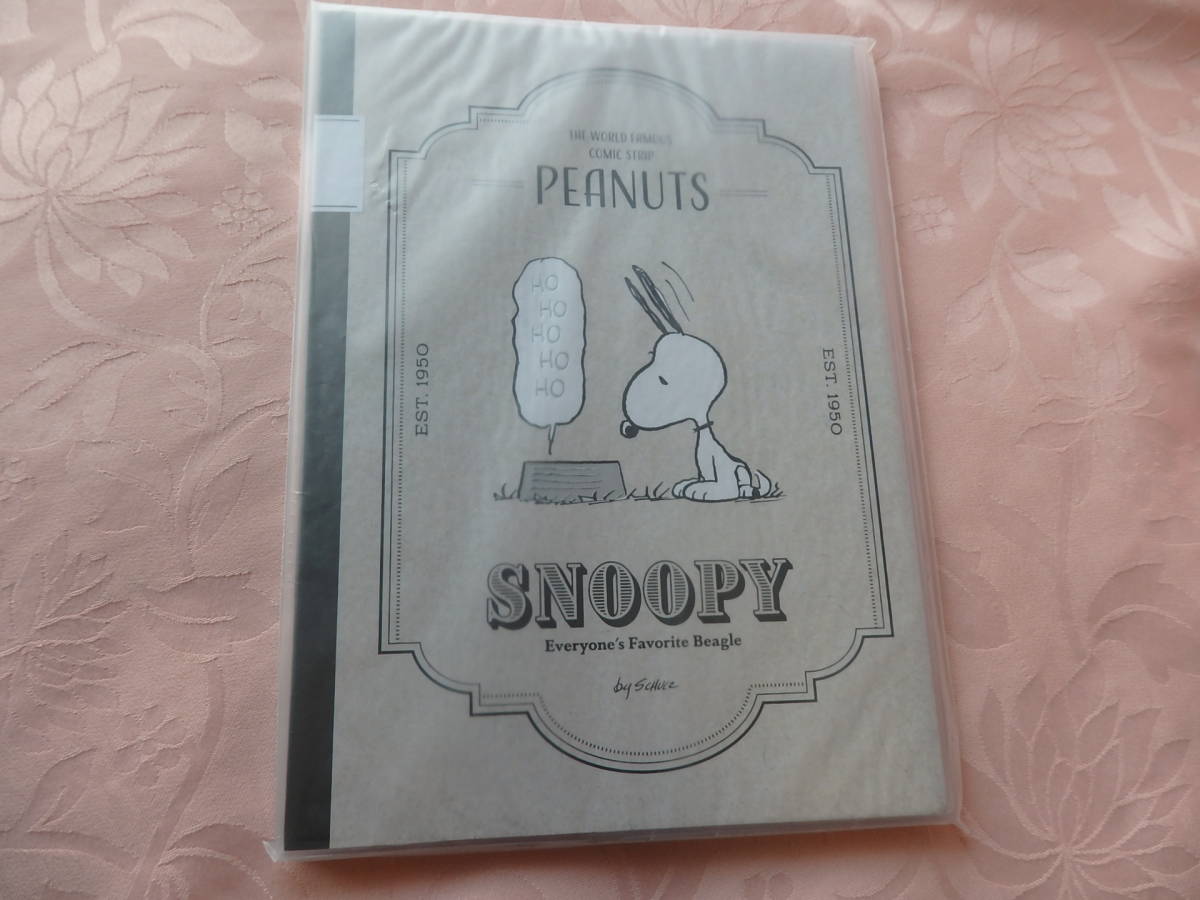 THE WORLD FAMOUS
COMIC STRIP
PEANUTS
HO
HO
HO
HO
HO
EST. 1950
EST. 1950
SNOOPY
Everyone's Favorite Beagle
by SCHULZ